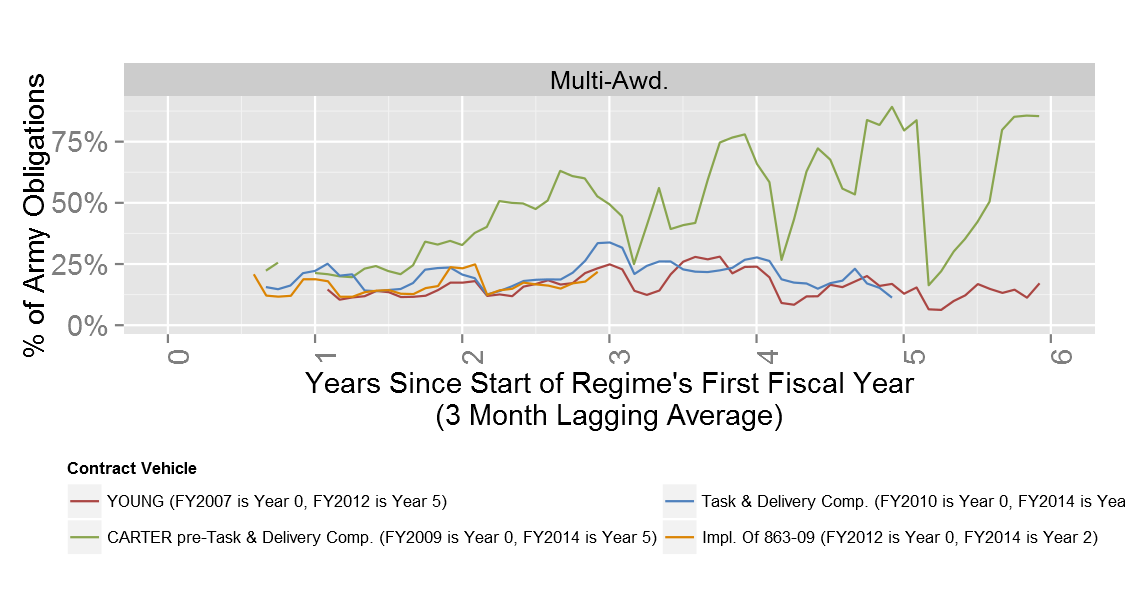 Multi-Awd.
% of Army Obligations
75%
50%
25%
0%
0 1 2 3 4 5 6
Years Since Start of Regime's First Fiscal Year
(3 Month Lagging Average)
Contract Vehicle
YOUNG (FY2007 is Year 0, FY2012 is Year 5)
Task & Delivery Comp. (FY2010 is Year 0, FY2014 is Yea
CARTER pre-Task & Delivery Comp. (FY2009 is Year 0, FY2014 is Year 5)
Impl. Of 863-09 (FY2012 is Year 0, FY2014 is Year 2)